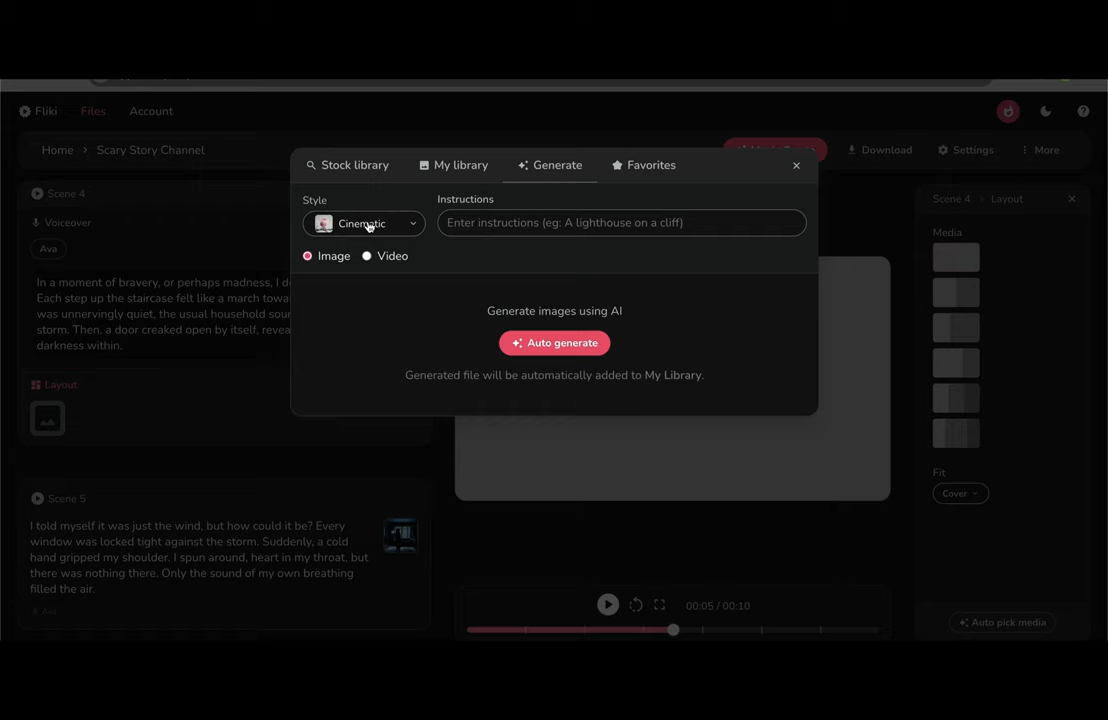 Fliki Files Account
Home > Scary Story Channel
Download Settings More
Stock library My library Generate Favorites
Style
Cinematic
Instructions
Enter instructions (eg: A lighthouse on a cliff)
Image Video
Generate images using AI
Auto generate
Generated file will be automatically added to My Library.
Scene 4
Voiceover
Ava
In a moment of bravery, or perhaps madness, I d
Each step up the staircase felt like a march towa
was unnervingly quiet, the usual household sou
storm. Then, a door creaked open by itself, revea
darkness within.
Layout
Scene 5
I told myself it was just the wind, but how could it be? Every
window was locked tight against the storm. Suddenly, a cold
hand gripped my shoulder. I spun around, heart in my throat, but
there was nothing there. Only the sound of my own breathing
filled the air.
Ava
00:05 / 00:10
Scene 4 > Layout
Media
Fit
Cover
Auto pick media